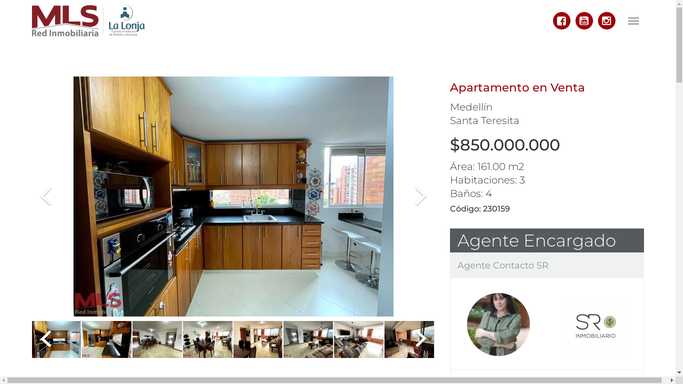 MLS
Red Inmobiliaria
La Lonja
Apartamento en Venta
Medellín
Santa Teresita
$850.000.000
Área: 161.00 m2
Habitaciones: 3
Baños: 4
Código: 230159
Agente Encargado
Agente Contacto SR
SR
INMOBILIARIO
MLS
Red Inmobiliaria